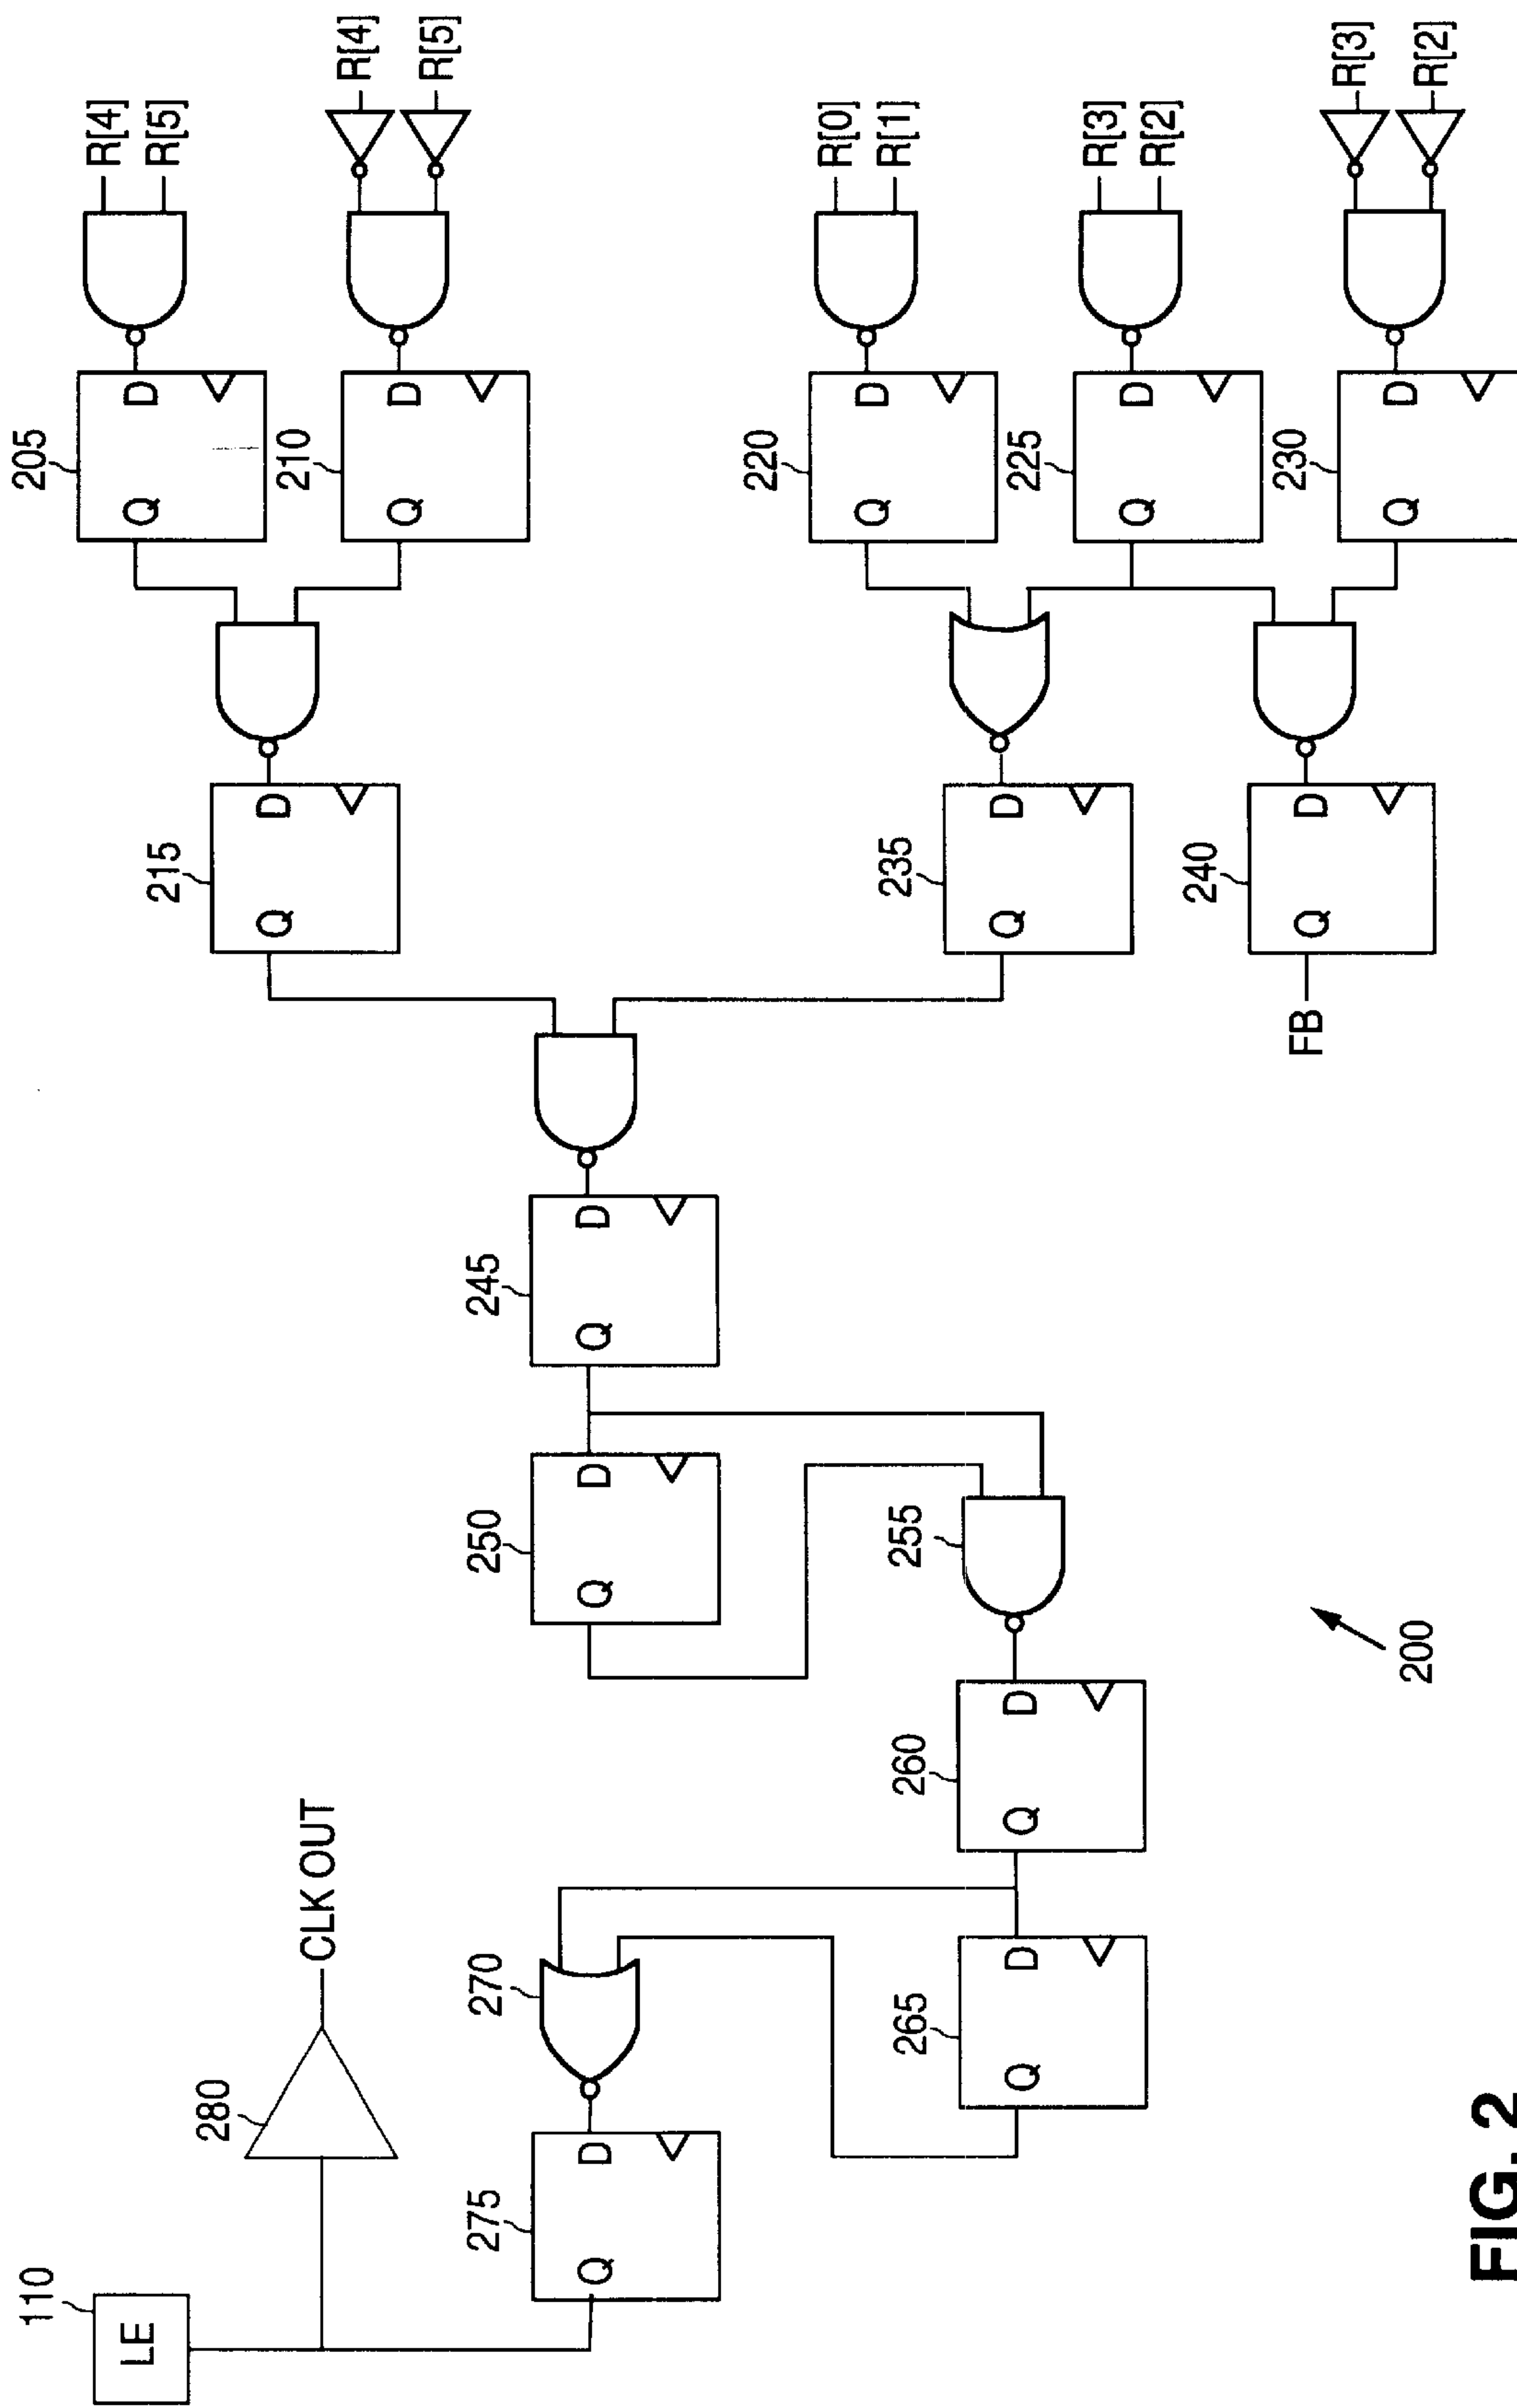 R[4]
R[5]
R[4]
R[5]
R[0]
R[1]
R[3]
R[2]
R[3]
R[2]
205
D
Q
210
D
Q
220
D
Q
225
D
Q
230
D
Q
215
D
Q
235
D
Q
240
D
Q
FB
245
D
Q
250
D
Q
255
260
D
Q
265
D
Q
270
275
D
Q
280
CLK OUT
110
LE
200
FIG. 2